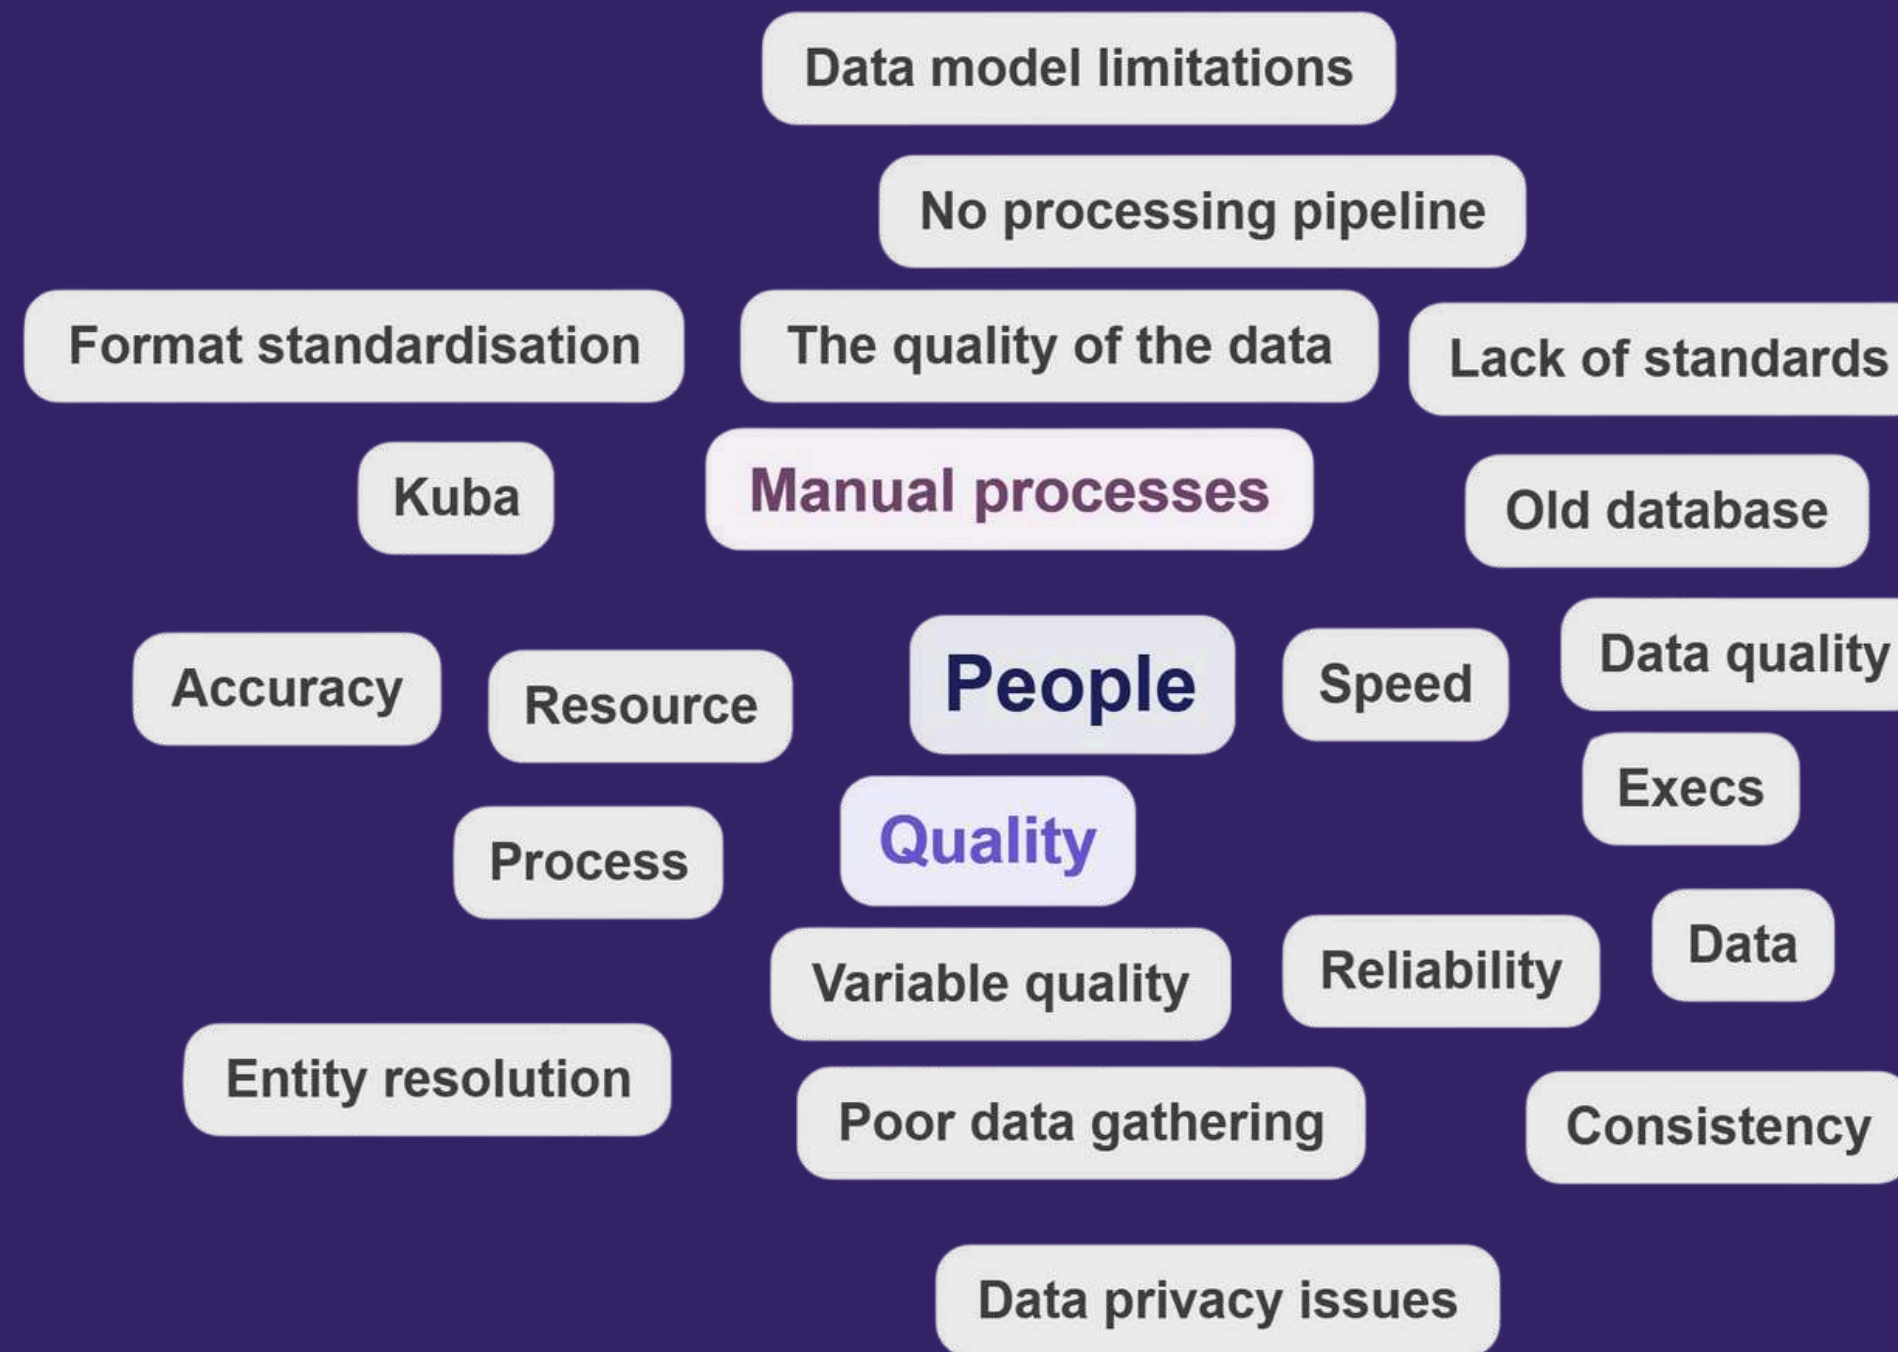 Data model limitations
No processing pipeline
Format standardisation
The quality of the data
Lack of standards
Kuba
Manual processes
Old database
Accuracy
Resource
People
Speed
Data quality
Execs
Process
Quality
Variable quality
Reliability
Data
Entity resolution
Poor data gathering
Consistency
Data privacy issues